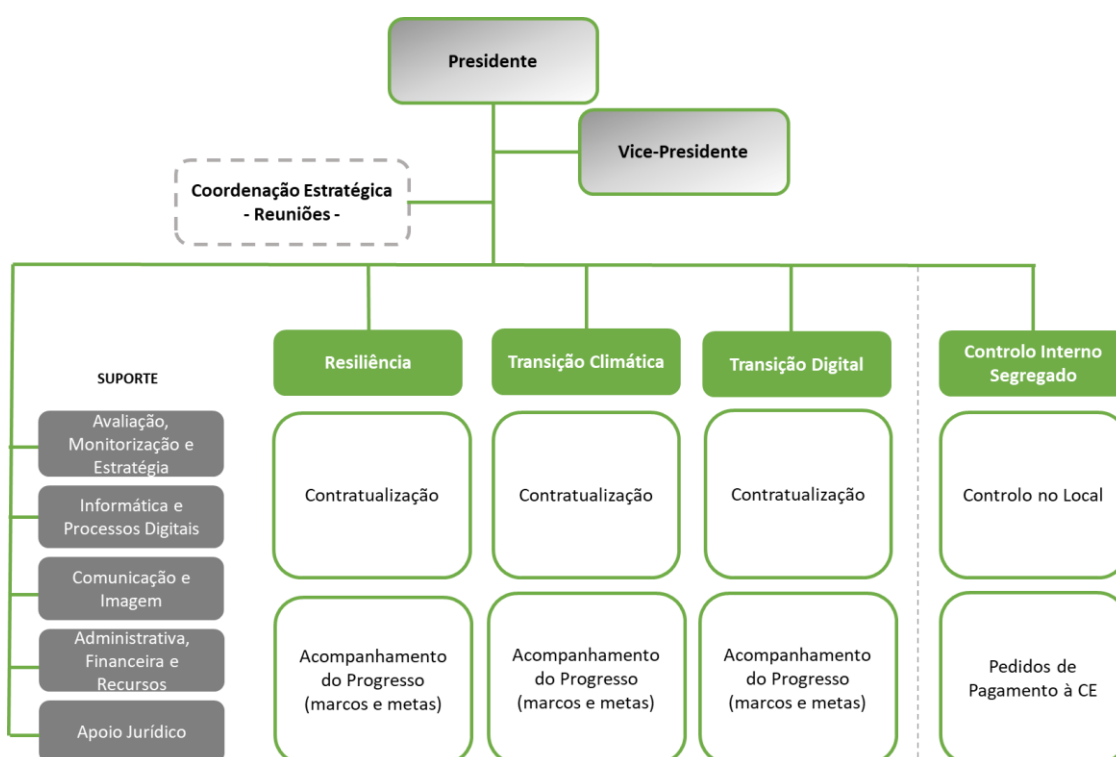 Presidente
Vice-Presidente
Coordenação Estratégica
- Reuniões -
SUPORTE
Avaliação,
Monitorização e
Estratégia
Informática e
Processos Digitais
Comunicação e
Imagem
Administrativa,
Financeira e
Recursos
Apoio Jurídico
Resiliência
Contratualização
Acompanhamento
do Progresso
(marcos e metas)
Transição Climática
Contratualização
Acompanhamento
do Progresso
(marcos e metas)
Transição Digital
Contratualização
Acompanhamento
do Progresso
(marcos e metas)
Controlo Interno
Segregado
Controlo no Local
Pedidos de
Pagamento à CE